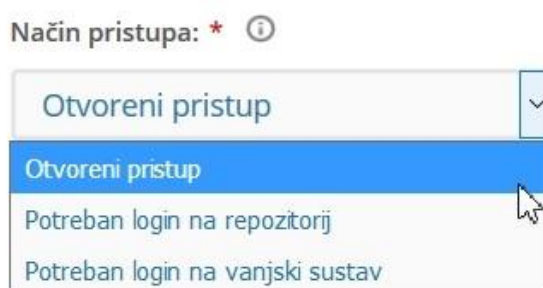 Način pristupa: *
Otvoreni pristup
Otvoreni pristup
Potreban login na repozitorij
Potreban login na vanjski sustav